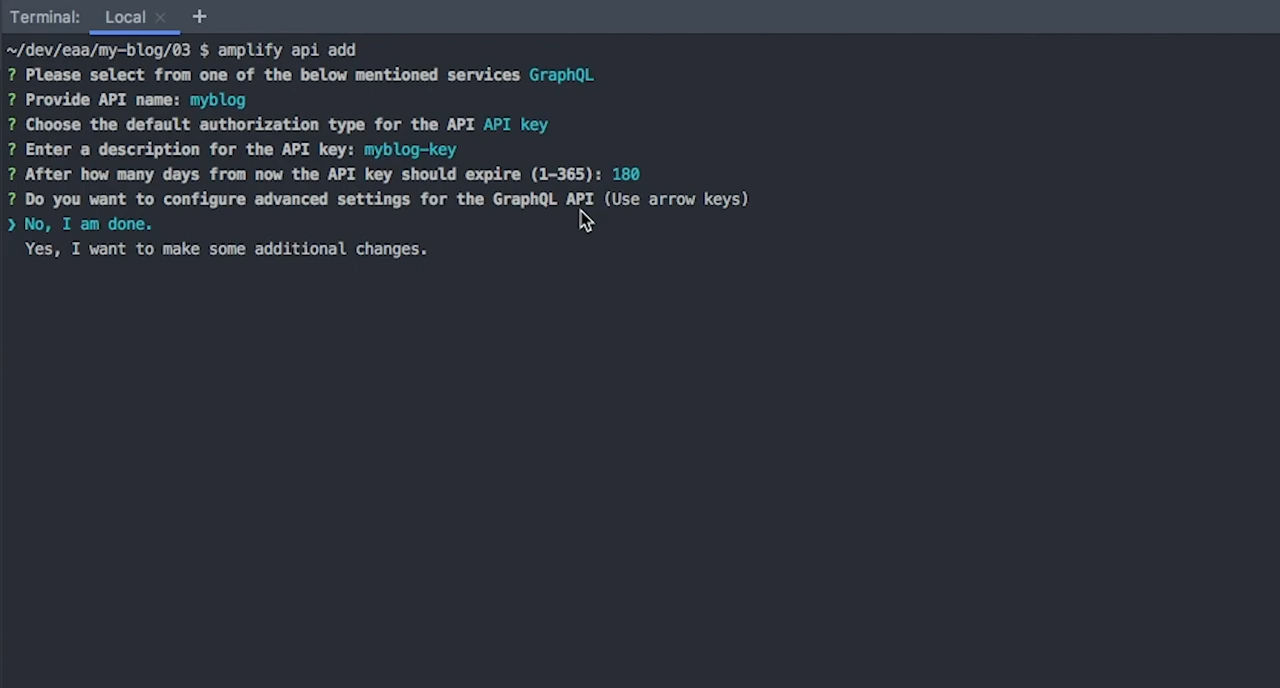 Terminal: Local × +
~/dev/eaa/my-blog/03 $ amplify api add
? Please select from one of the below mentioned services GraphQL
? Provide API name: myblog
? Choose the default authorization type for the API API key
? Enter a description for the API key: myblog-key
? After how many days from now the API key should expire (1-365): 180
? Do you want to configure advanced settings for the GraphQL API (Use arrow keys)
❯ No, I am done.
Yes, I want to make some additional changes.